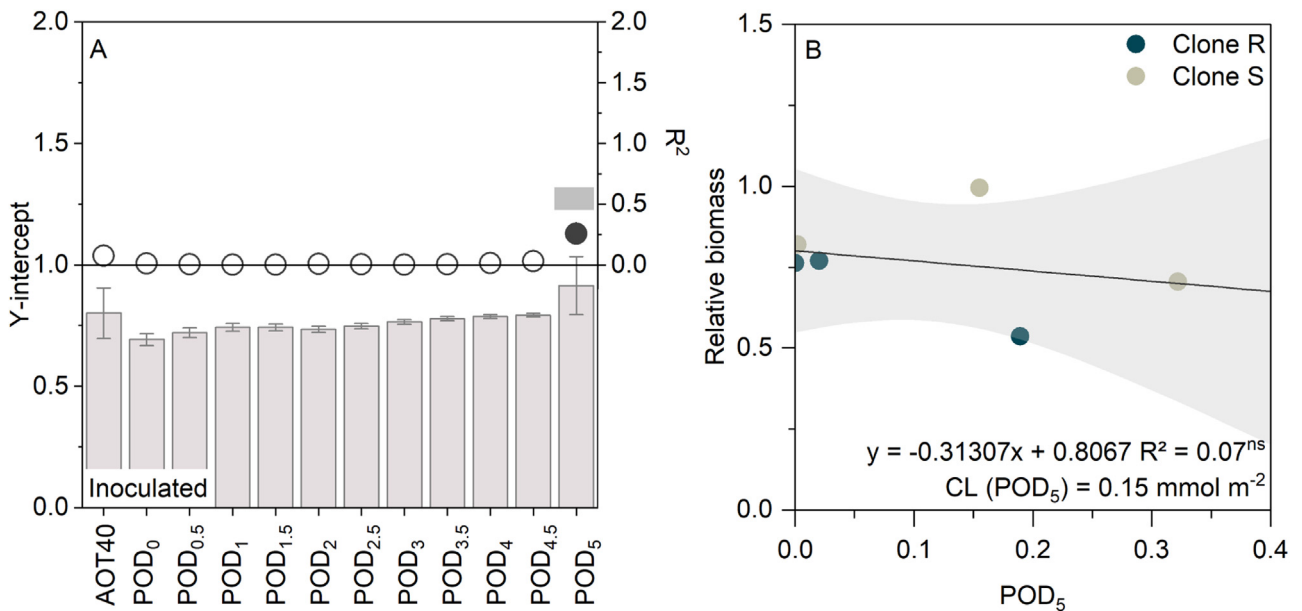 A
Y-intercept
2.0
1.5
1.0
0.5
0.0
2.0
1.5
1.0
0.5
0.0
R²
Inoculated
AOT40
POD₀
POD₀.₅
POD₁
POD₁.₅
POD₂
POD₂.₅
POD₃
POD₃.₅
POD₄
POD₄.₅
POD₅
B
Clone R
Clone S
Relative biomass
1.5
1.0
0.5
0.0
y = -0.31307x + 0.8067 R² = 0.07ⁿˢ
CL (POD₅) = 0.15 mmol m⁻²
0.0 0.1 0.2 0.3 0.4
POD₅